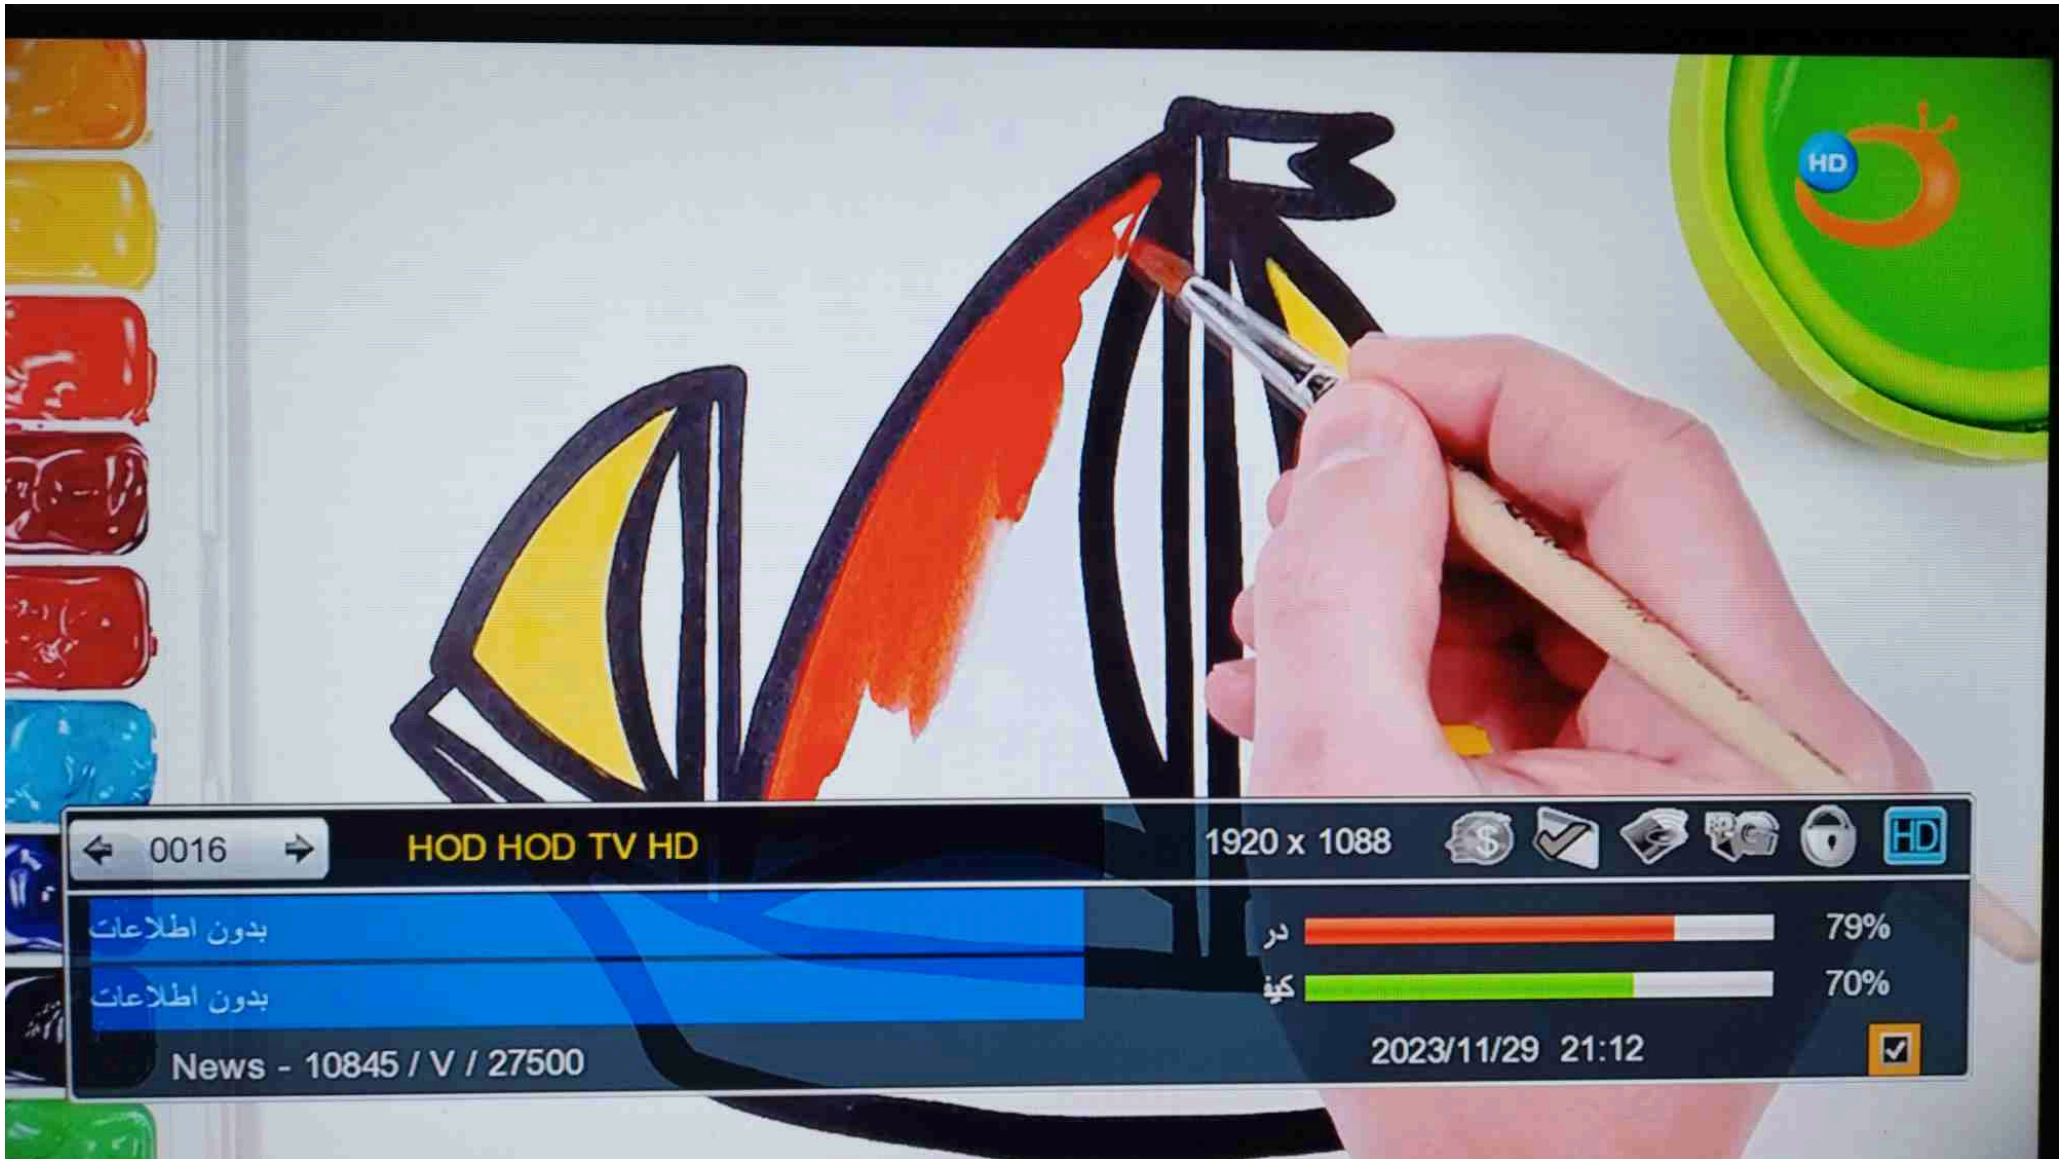 HD
0016
HOD HOD TV HD
1920 x 1088
$
HD
بدون اطلاعات
در
79%
بدون اطلاعات
كيف
70%
News - 10845 / V / 27500
2023/11/29 21:12